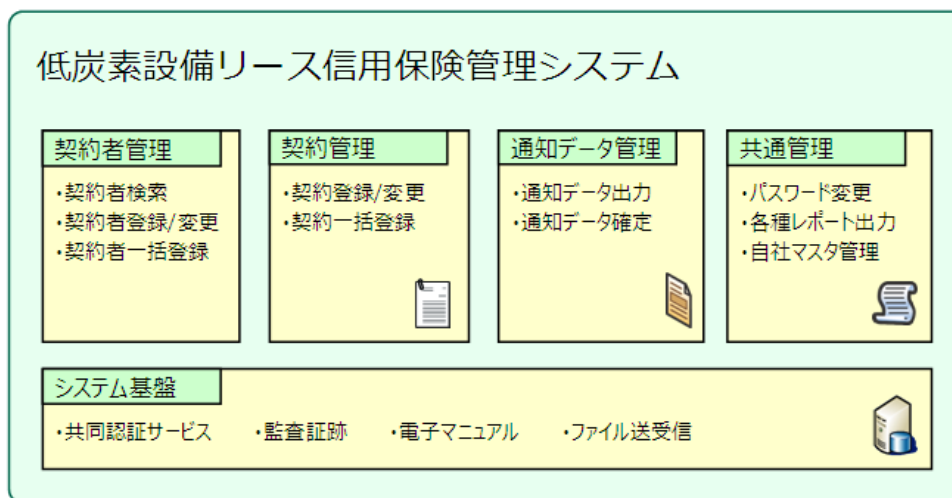 低炭素設備リース信用保険管理システム
契約者管理
・契約者検索
・契約者登録/変更
・契約者一括登録
契約管理
・契約登録/変更
・契約一括登録
通知データ管理
・通知データ出力
・通知データ確定
共通管理
・パスワード変更
・各種レポート出力
・自社マスタ管理
システム基盤
・共同認証サービス ・監査証跡 ・電子マニュアル ・ファイル送受信